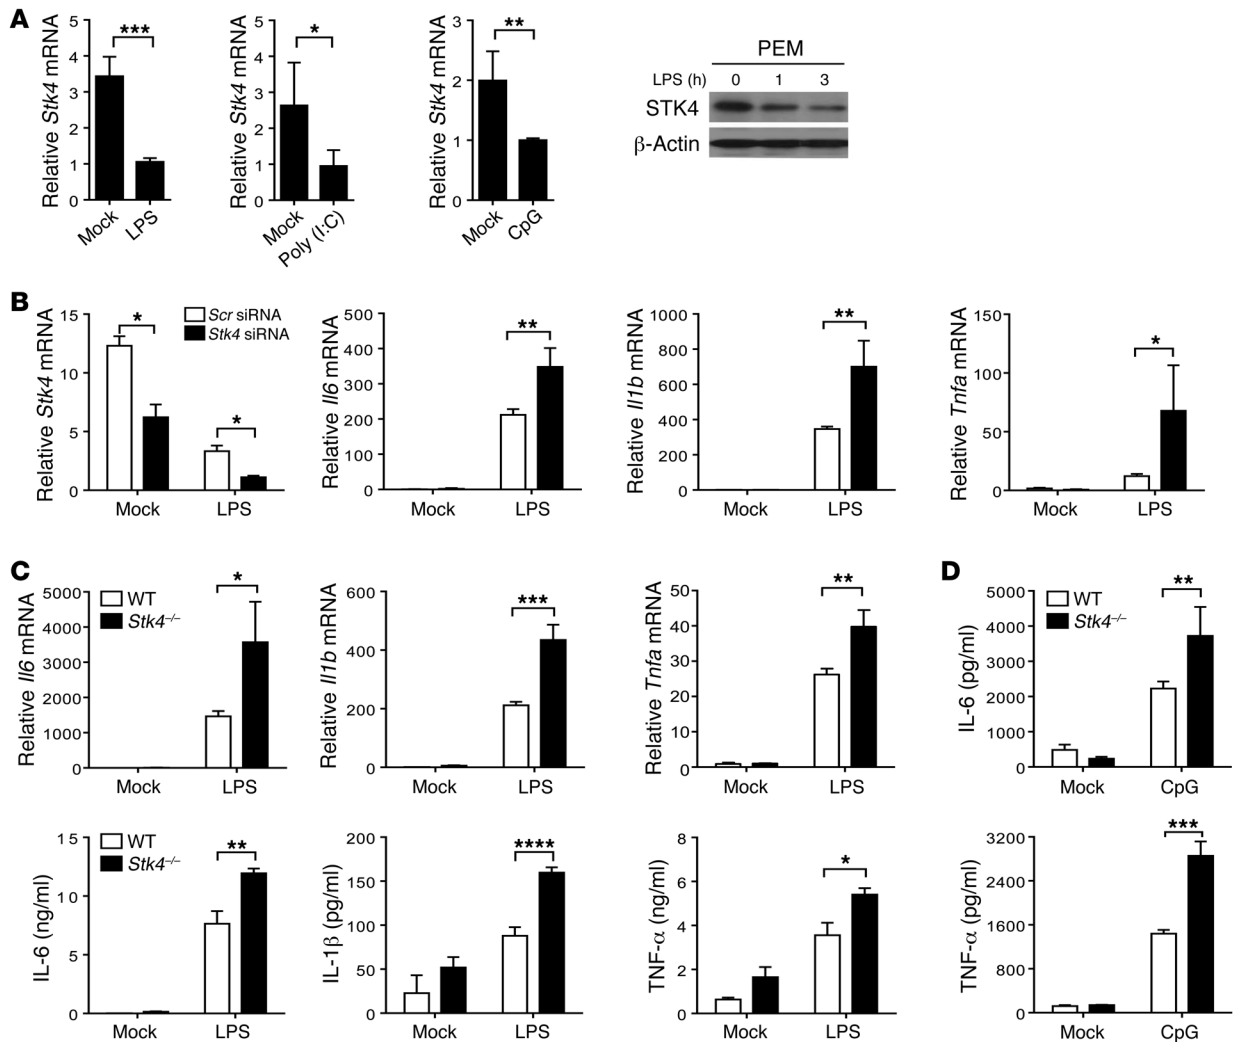 A
Relative Stk4 mRNA
5
4
3
2
1
0
***
Mock
LPS
Relative Stk4 mRNA
5
4
3
2
1
0
*
Mock
Poly (I:C)
Relative Stk4 mRNA
3
2
1
0
**
Mock
CpG
PEM
LPS (h) 0 1 3
STK4
β-Actin
B
Relative Stk4 mRNA
15
10
5
0
*
*
Scr siRNA
Stk4 siRNA
Mock LPS
Relative Il6 mRNA
500
400
300
200
100
0
**
Mock LPS
Relative Il1b mRNA
1000
800
600
400
200
0
**
Mock LPS
Relative Tnfa mRNA
150
100
50
0
*
Mock LPS
C
Relative Il6 mRNA
5000
4000
3000
2000
1000
0
WT
Stk4–/–
*
Mock LPS
Relative Il1b mRNA
600
400
200
0
***
Mock LPS
Relative Tnfa mRNA
50
40
30
20
10
0
**
Mock LPS
D
IL-6 (pg/ml)
5000
4000
3000
2000
1000
0
WT
Stk4–/–
**
Mock CpG
IL-6 (ng/ml)
15
10
5
0
WT
Stk4–/–
**
Mock LPS
IL-1β (pg/ml)
200
150
100
50
0
****
Mock LPS
TNF-α (ng/ml)
8
6
4
2
0
*
Mock LPS
TNF-α (pg/ml)
3200
2400
1600
800
0
***
Mock CpG